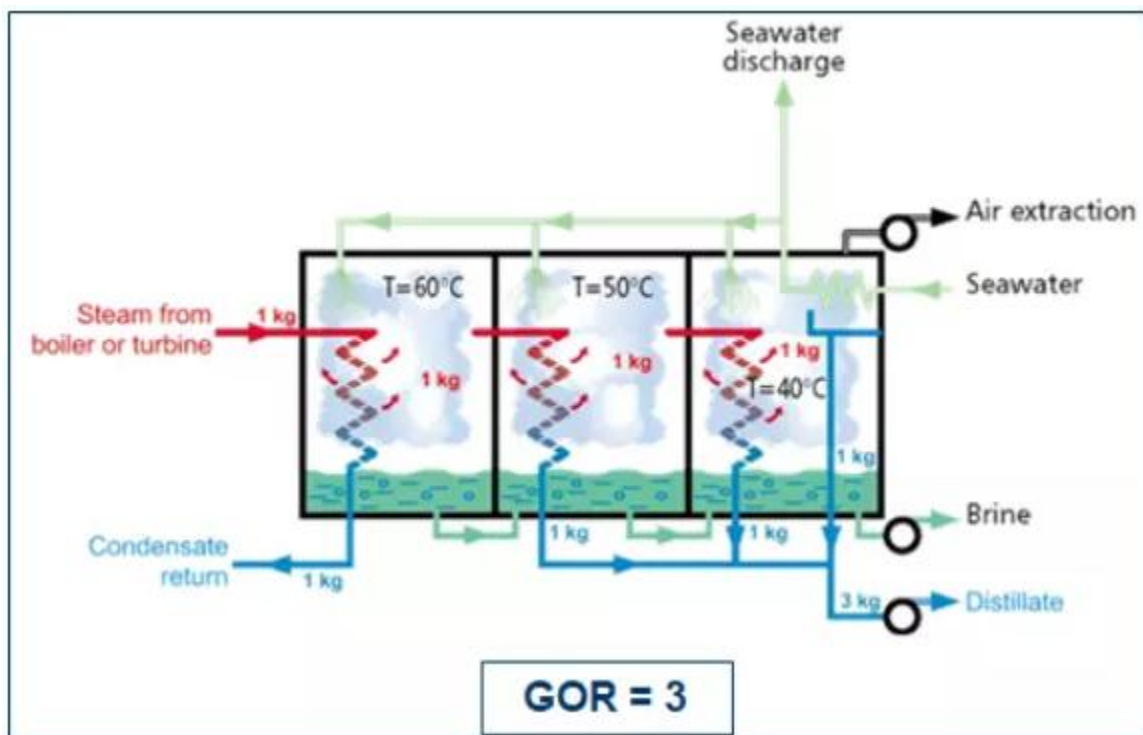 Seawater
discharge
Air extraction
T=60°C
T=50°C
Seawater
Steam from
boiler or turbine
1 kg
1 kg
1 kg
1 kg
T=40°C
1 kg
Brine
Condensate
return
1 kg
1 kg
1 kg
3 kg
Distillate
GOR = 3